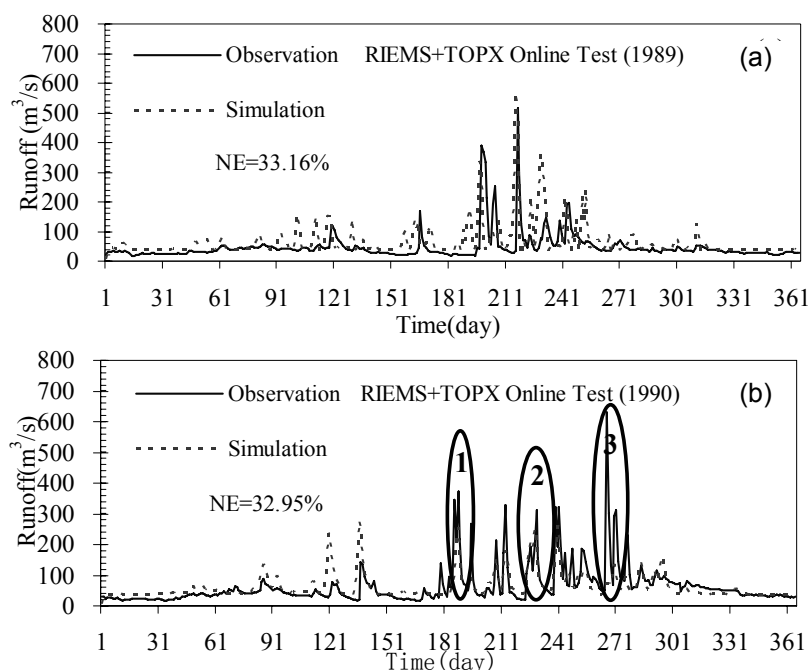 800
700
600
500
400
300
200
100
0
Runoff (m³/s)
Observation RIEMS+TOPX Online Test (1989)
(a)
Simulation
NE=33.16%
1 31 61 91 121 151 181 211 241 271 301 331 361
Time(day)
800
700
600
500
400
300
200
100
0
Runoff(m³/s)
Observation RIEMS+TOPX Online Test (1990)
(b)
Simulation
NE=32.95%
1
2
3
1 31 61 91 121 151 181 211 241 271 301 331 361
Time(day)